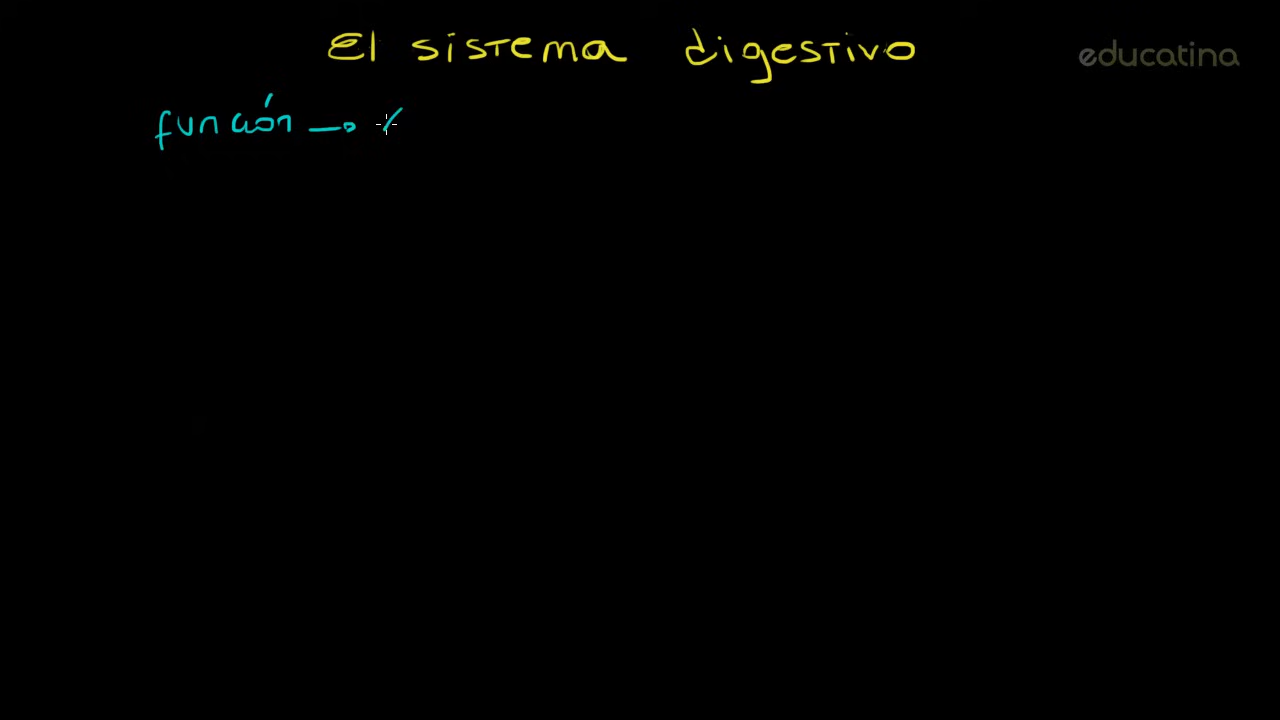 El sistema digestivo
educatina
función →